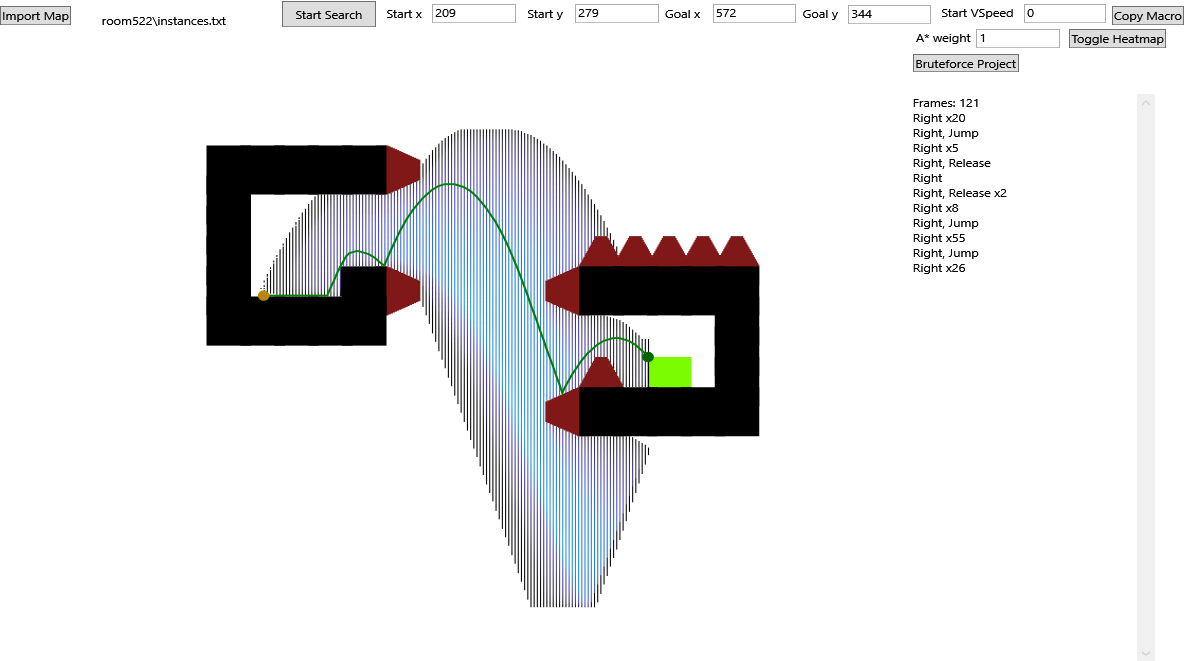 Import Map
room522\instances.txt
Start Search
Start x 209
Start y 279
Goal x 572
Goal y 344
Start VSpeed 0
Copy Macro
A* weight 1
Toggle Heatmap
Bruteforce Project
Frames: 121
Right x20
Right, Jump
Right x5
Right, Release
Right
Right, Release x2
Right x8
Right, Jump
Right x55
Right, Jump
Right x26